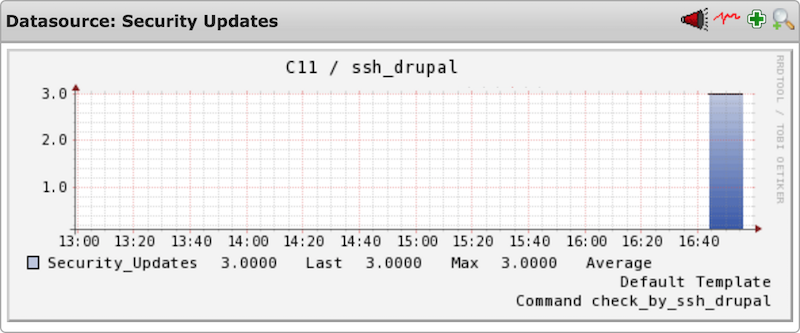 Datasource: Security Updates
C11 / ssh_drupal
3.0
2.0
1.0
13:00 13:20 13:40 14:00 14:20 14:40 15:00 15:20 15:40 16:00 16:20 16:40
Security_Updates 3.0000 Last 3.0000 Max 3.0000 Average
Default Template
Command check_by_ssh_drupal
RRDTOOL / TOBI OETIKER